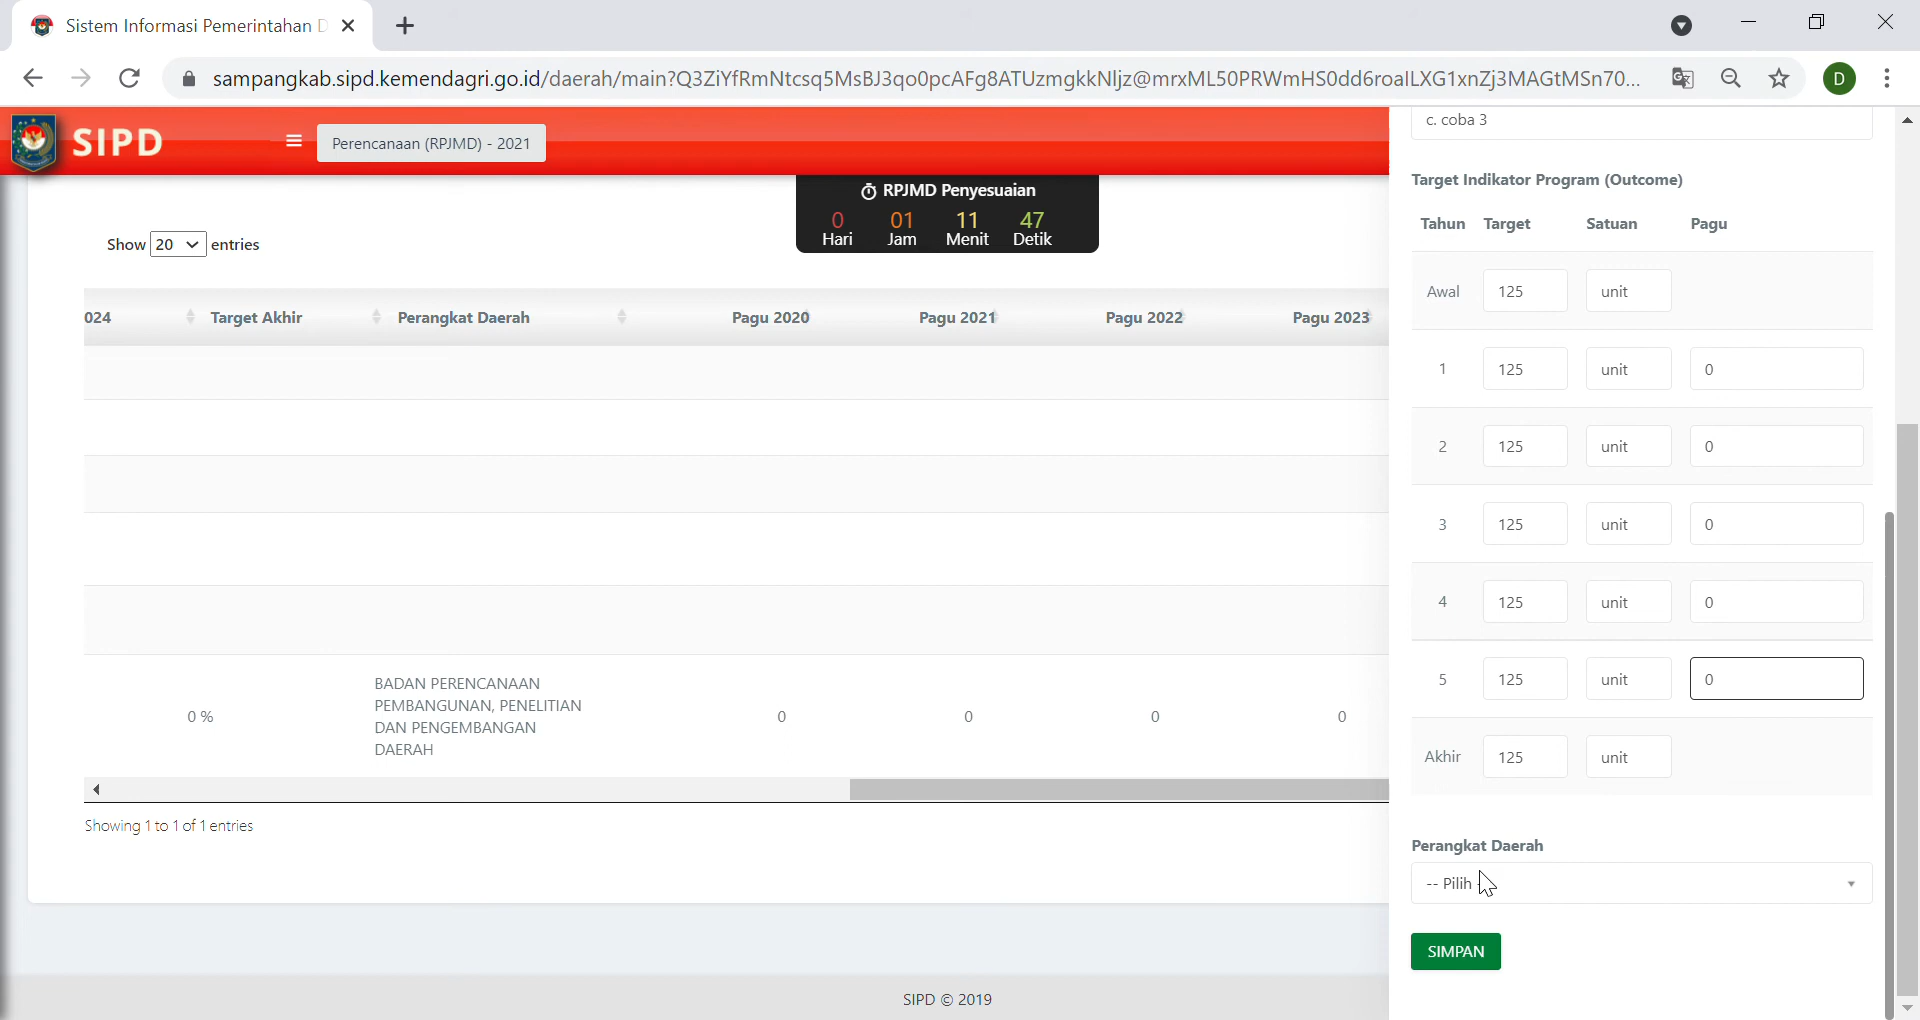 Sistem Informasi Pemerintahan D
sampangkab.sipd.kemendagri.go.id/daerah/main?Q3ZiYfRmNtcsq5MsBJ3qo0pcAFg8ATUzmgkkNljz@mrxML50PRWmHS0dd6roaILXG1xnZj3MAGtMSn70...
D
SIPD
Perencanaan (RPJMD) - 2021
RPJMD Penyesuaian
0 01 11 47
Hari Jam Menit Detik
Show 20 entries
024 Target Akhir Perangkat Daerah Pagu 2020 Pagu 2021 Pagu 2022 Pagu 2023
0 % BADAN PERENCANAAN
PEMBANGUNAN, PENELITIAN
DAN PENGEMBANGAN
DAERAH
0 0 0 0
Showing 1 to 1 of 1 entries
SIPD © 2019
c. coba 3
Target Indikator Program (Outcome)
Tahun Target Satuan Pagu
Awal 125 unit
1 125 unit 0
2 125 unit 0
3 125 unit 0
4 125 unit 0
5 125 unit 0
Akhir 125 unit
Perangkat Daerah
-- Pilih -
SIMPAN